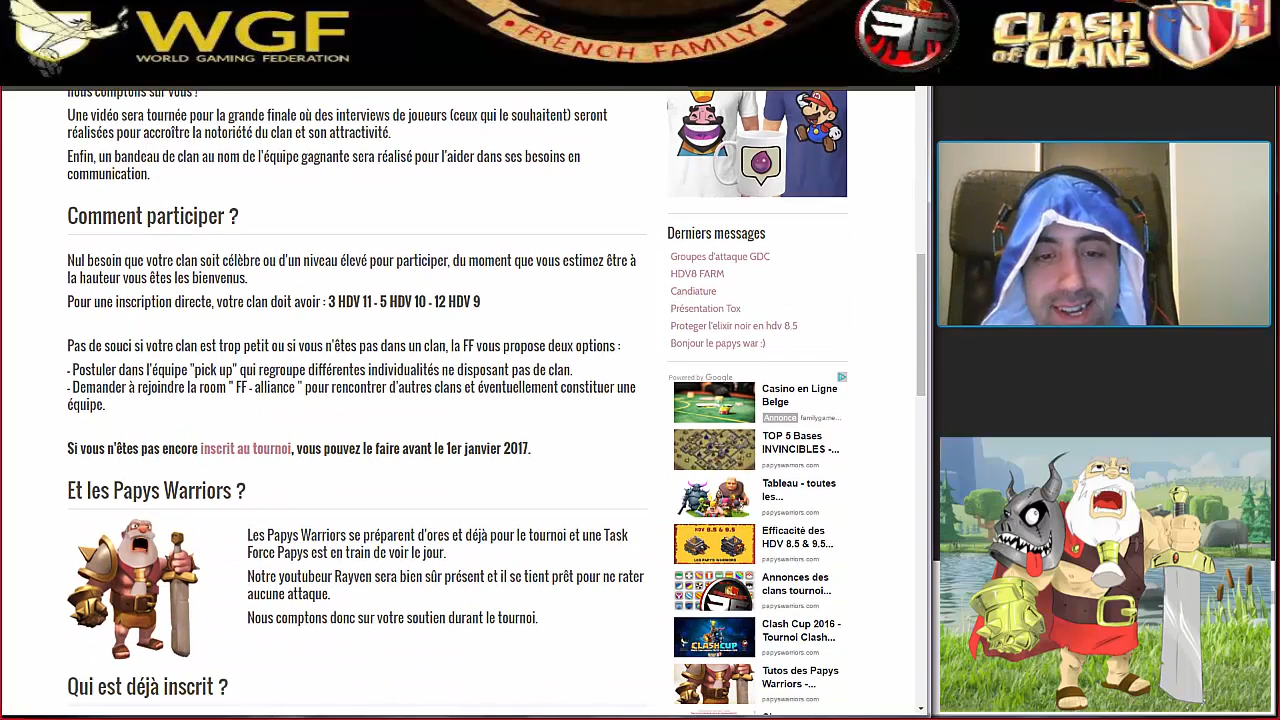 WGF
WORLD GAMING FEDERATION
FRENCH FAMILY
CLASH
OF CLANS
nous comptons sur vous !
Une vidéo sera tournée pour la grande finale où des interviews de joueurs (ceux qui le souhaitent) seront
réalisées pour accroître la notoriété du clan et son attractivité.
Enfin, un bandeau de clan au nom de l'équipe gagnante sera réalisé pour l'aider dans ses besoins en
communication.
Comment participer ?
Nul besoin que votre clan soit célèbre ou d'un niveau élevé pour participer, du moment que vous estimez être à
la hauteur vous êtes les bienvenus.
Pour une inscription directe, votre clan doit avoir : 3 HDV 11 - 5 HDV 10 - 12 HDV 9
Pas de souci si votre clan est trop petit ou si vous n'êtes pas dans un clan, la FF vous propose deux options :
- Postuler dans l'équipe "pick up" qui regroupe différentes individualités ne disposant pas de clan.
- Demander à rejoindre la room " FF - alliance " pour rencontrer d'autres clans et éventuellement constituer une
équipe.
Si vous n'êtes pas encore inscrit au tournoi, vous pouvez le faire avant le 1er janvier 2017.
Et les Papys Warriors ?
Les Papys Warriors se préparent d'ores et déjà pour le tournoi et une Task
Force Papys est en train de voir le jour.
Notre youtubeur Rayven sera bien sûr présent et il se tient prêt pour ne rater
aucune attaque.
Nous comptons donc sur votre soutien durant le tournoi.
Qui est déjà inscrit ?
Derniers messages
Groupes d'attaque GDC
HDV8 FARM
Candiature
Présentation Tox
Proteger l'elixir noir en hdv 8.5
Bonjour le papys war :)
Powered by Google
Casino en Ligne
Belge
Annonce familygame...
TOP 5 Bases
INVINCIBLES -...
papyswarriors.com
Tableau - toutes
les...
papyswarriors.com
HDV 8.5 & 9.5
LES PAPYS WARRIORS
Efficacité des
HDV 8.5 & 9.5...
papyswarriors.com
Annonces des
clans tournoi...
papyswarriors.com
CLASHCUP
Clash Cup 2016 -
Tournoi Clash...
papyswarriors.com
Tutos des Papys
Warriors -...
papyswarriors.com